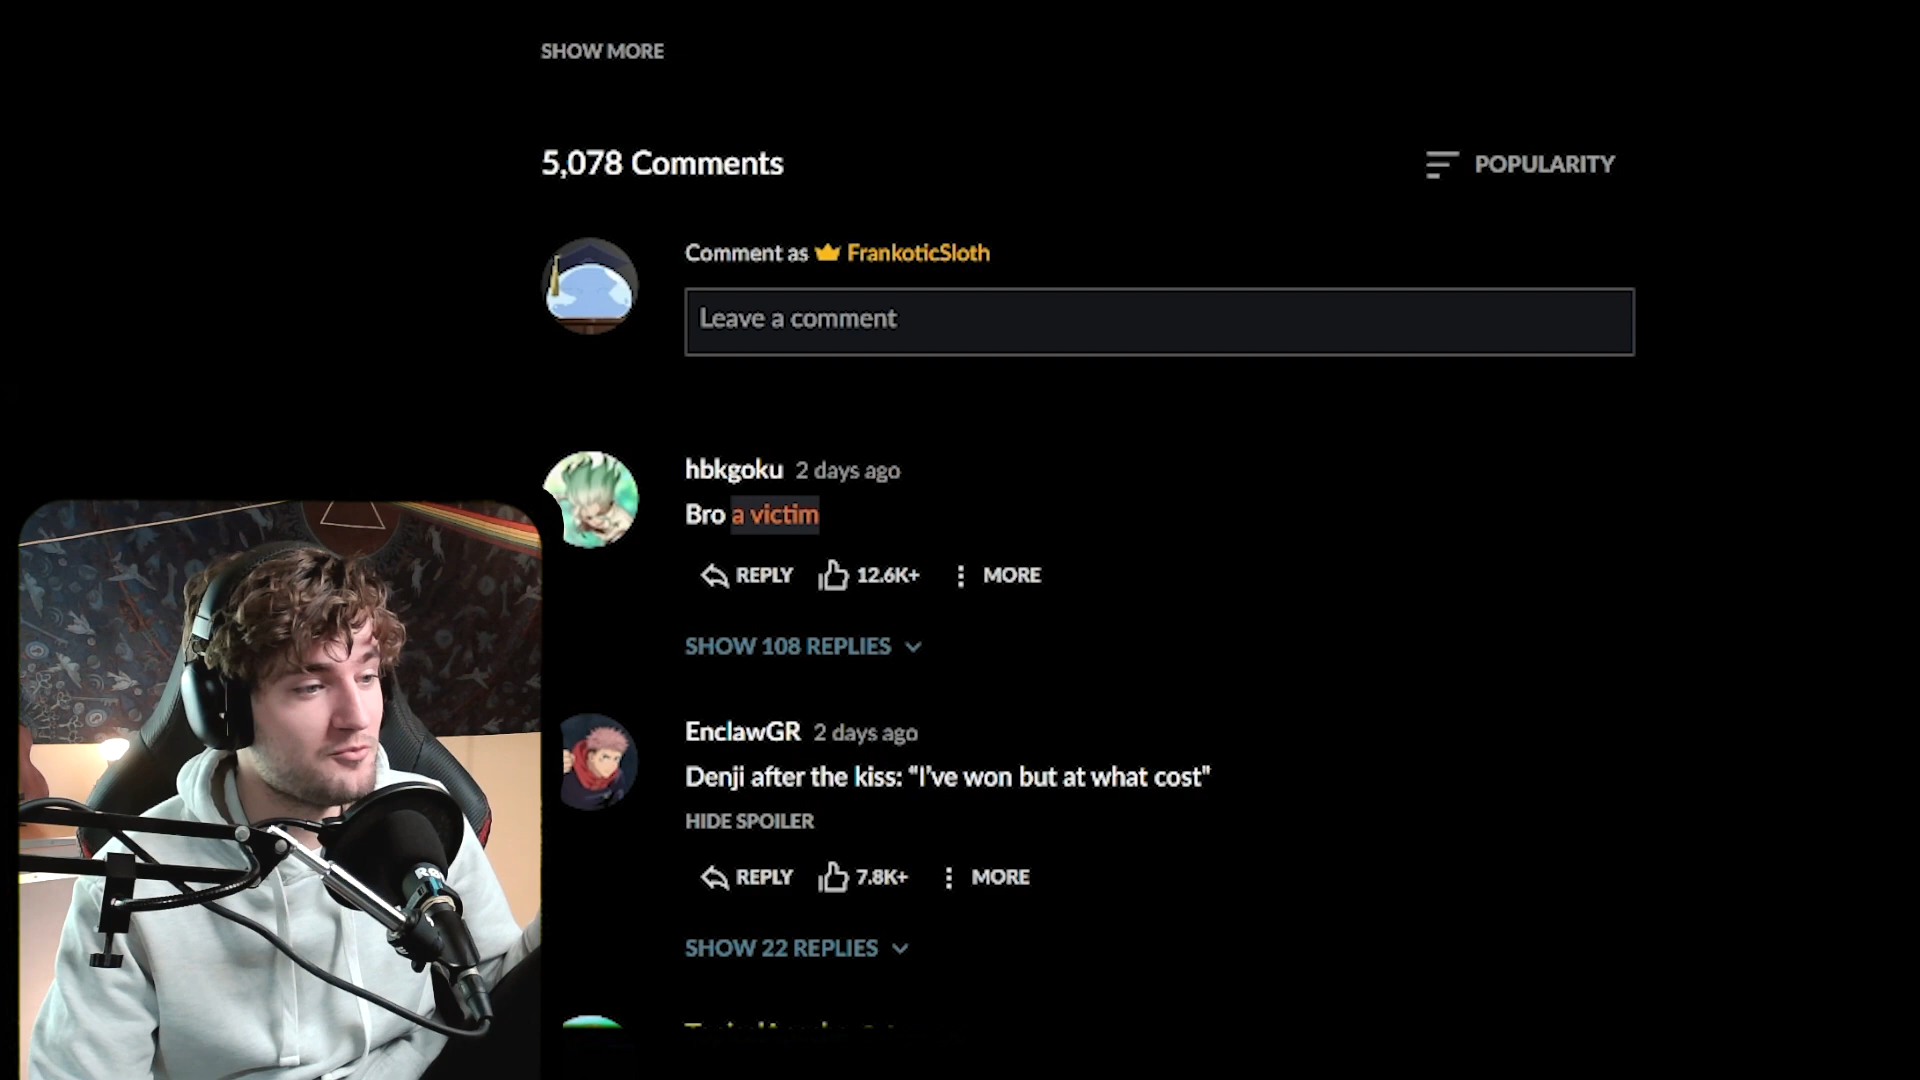 SHOW MORE
5,078 Comments
POPULARITY
Comment as FrankoticSloth
Leave a comment
hbkgoku 2 days ago
Bro a victim
REPLY 12.6K+ MORE
SHOW 108 REPLIES
EnclawGR 2 days ago
Denji after the kiss: “I’ve won but at what cost”
HIDE SPOILER
REPLY 7.8K+ MORE
SHOW 22 REPLIES